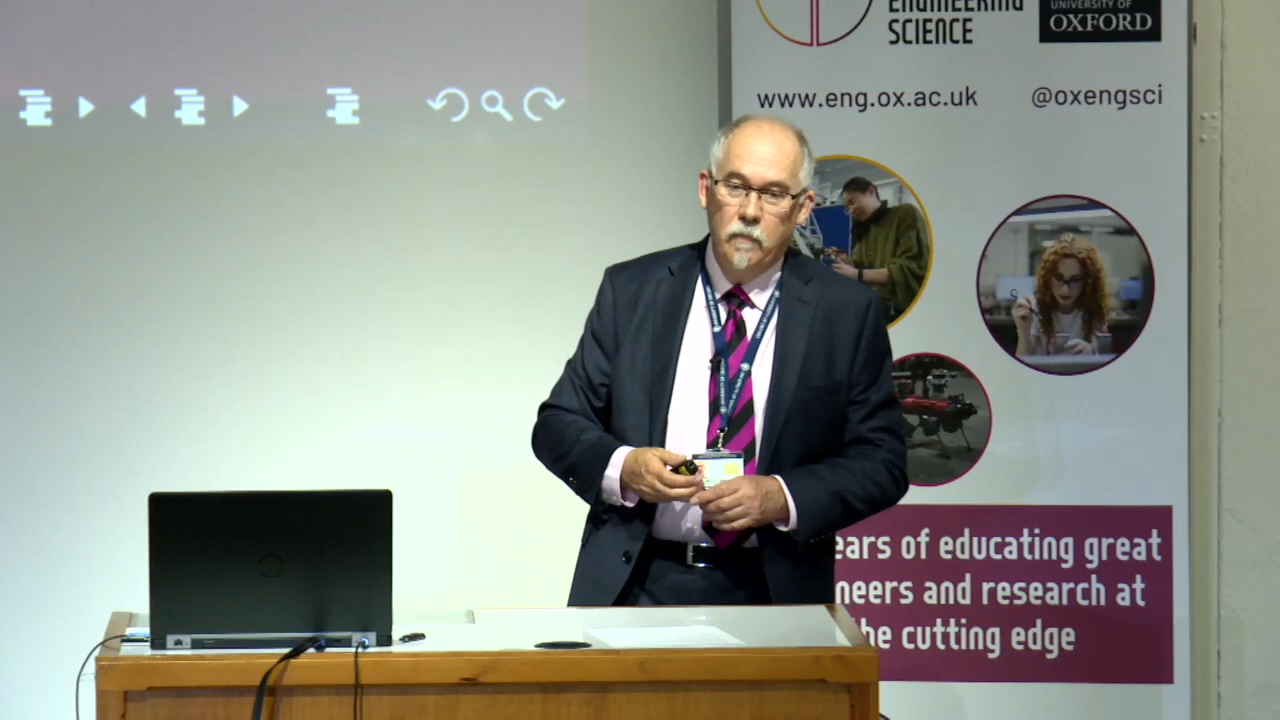 ENGINEERING
SCIENCE
UNIVERSITY OF
OXFORD
www.eng.ox.ac.uk
@oxengsci
ears of educating great
neers and research at
he cutting edge